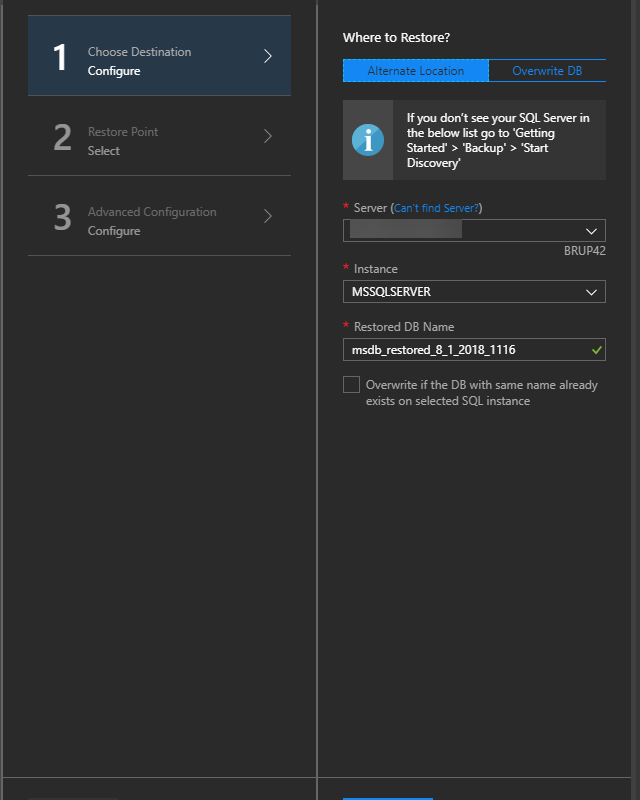 1
Choose Destination
Configure
2
Restore Point
Select
3
Advanced Configuration
Configure
Where to Restore?
Alternate Location
Overwrite DB
If you don't see your SQL Server in
the below list go to 'Getting
Started' > 'Backup' > 'Start
Discovery'
* Server (Can't find Server?)
BRUP42
* Instance
MSSQLSERVER
* Restored DB Name
msdb_restored_8_1_2018_1116
Overwrite if the DB with same name already
exists on selected SQL instance